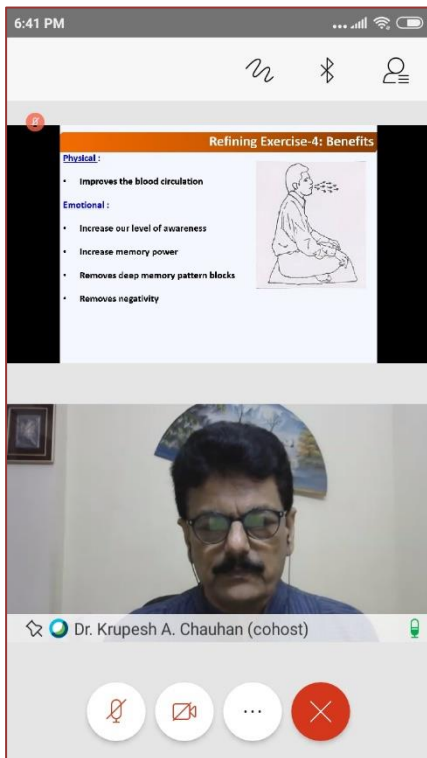 6:41 PM
Refining Exercise-4: Benefits
Physical :
• Improves the blood circulation
Emotional :
• Increase our level of awareness
• Increase memory power
• Removes deep memory pattern blocks
• Removes negativity
Dr. Krupesh A. Chauhan (cohost)